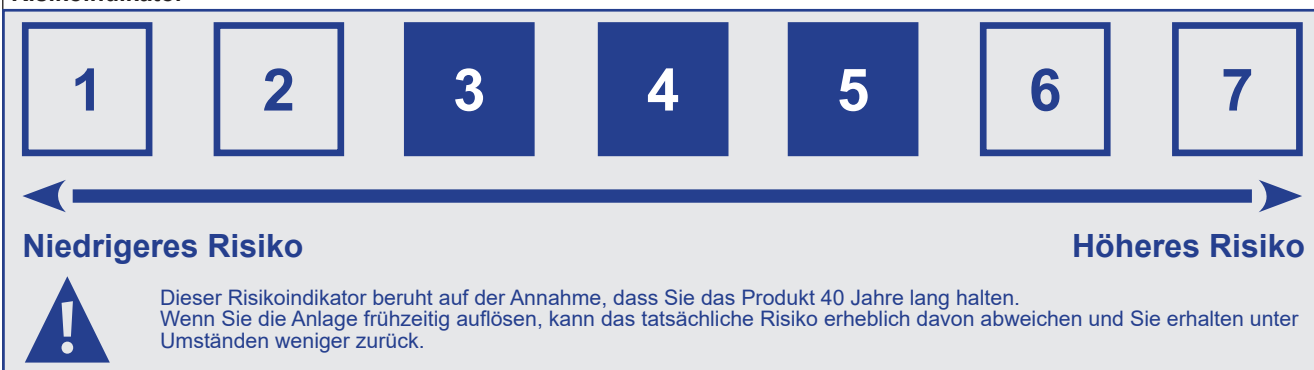 Risikoindikator
1 2 3 4 5 6 7
Niedrigeres Risiko Höheres Risiko
Dieser Risikoindikator beruht auf der Annahme, dass Sie das Produkt 40 Jahre lang halten.
Wenn Sie die Anlage frühzeitig auflösen, kann das tatsächliche Risiko erheblich davon abweichen und Sie erhalten unter
Umständen weniger zurück.